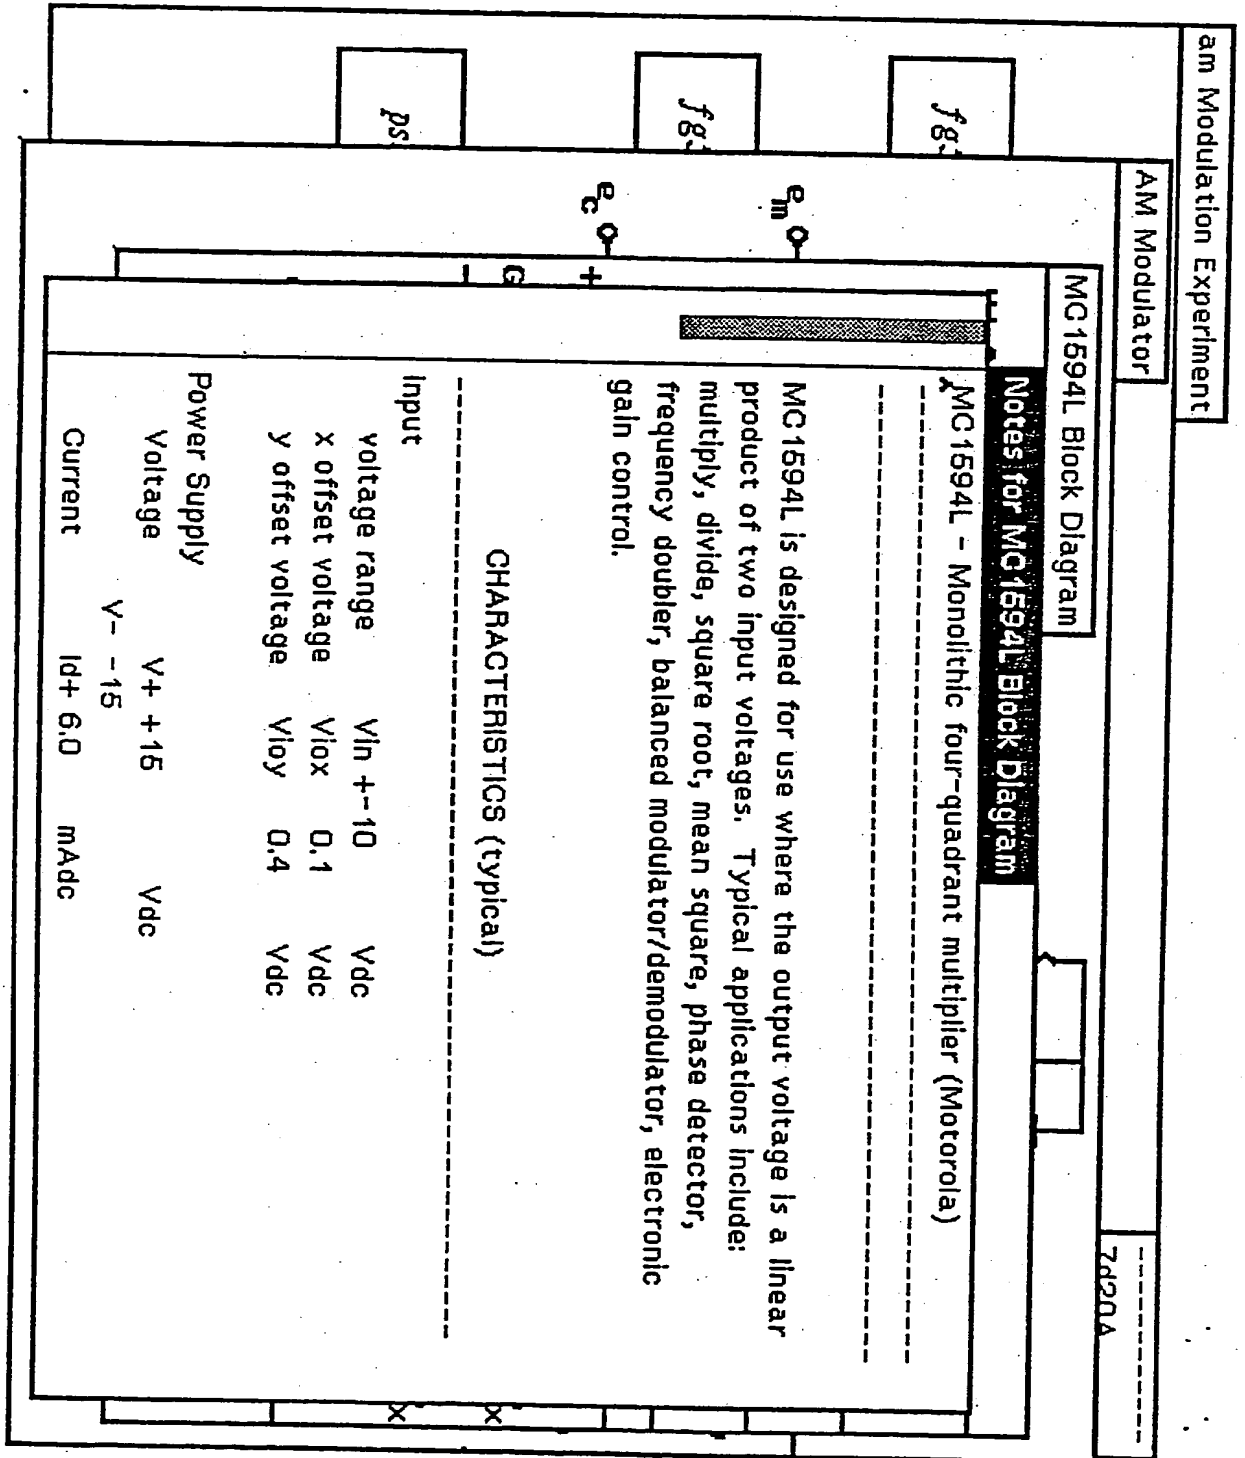 am Modulation Experiment
AM Modulator
MC1594L Block Diagram
Notes for MC1594L Block Diagram
MC1594L - Monolithic four-quadrant multiplier (Motorola)
MC1594L is designed for use where the output voltage is a linear
product of two input voltages. Typical applications include:
multiply, divide, square root, mean square, phase detector,
frequency doubler, balanced modulator/demodulator, electronic
gain control.
CHARACTERISTICS (typical)
Input
voltage range Vin +-10 Vdc
x offset voltage Viox 0.1 Vdc
y offset voltage Vioy 0.4 Vdc
Power Supply
Voltage V+ +15 Vdc
V- -15
Current Id+ 6.0 mAdc
7d20A
fg
fg
ps
e_m
e_c
+
G
-
X
X